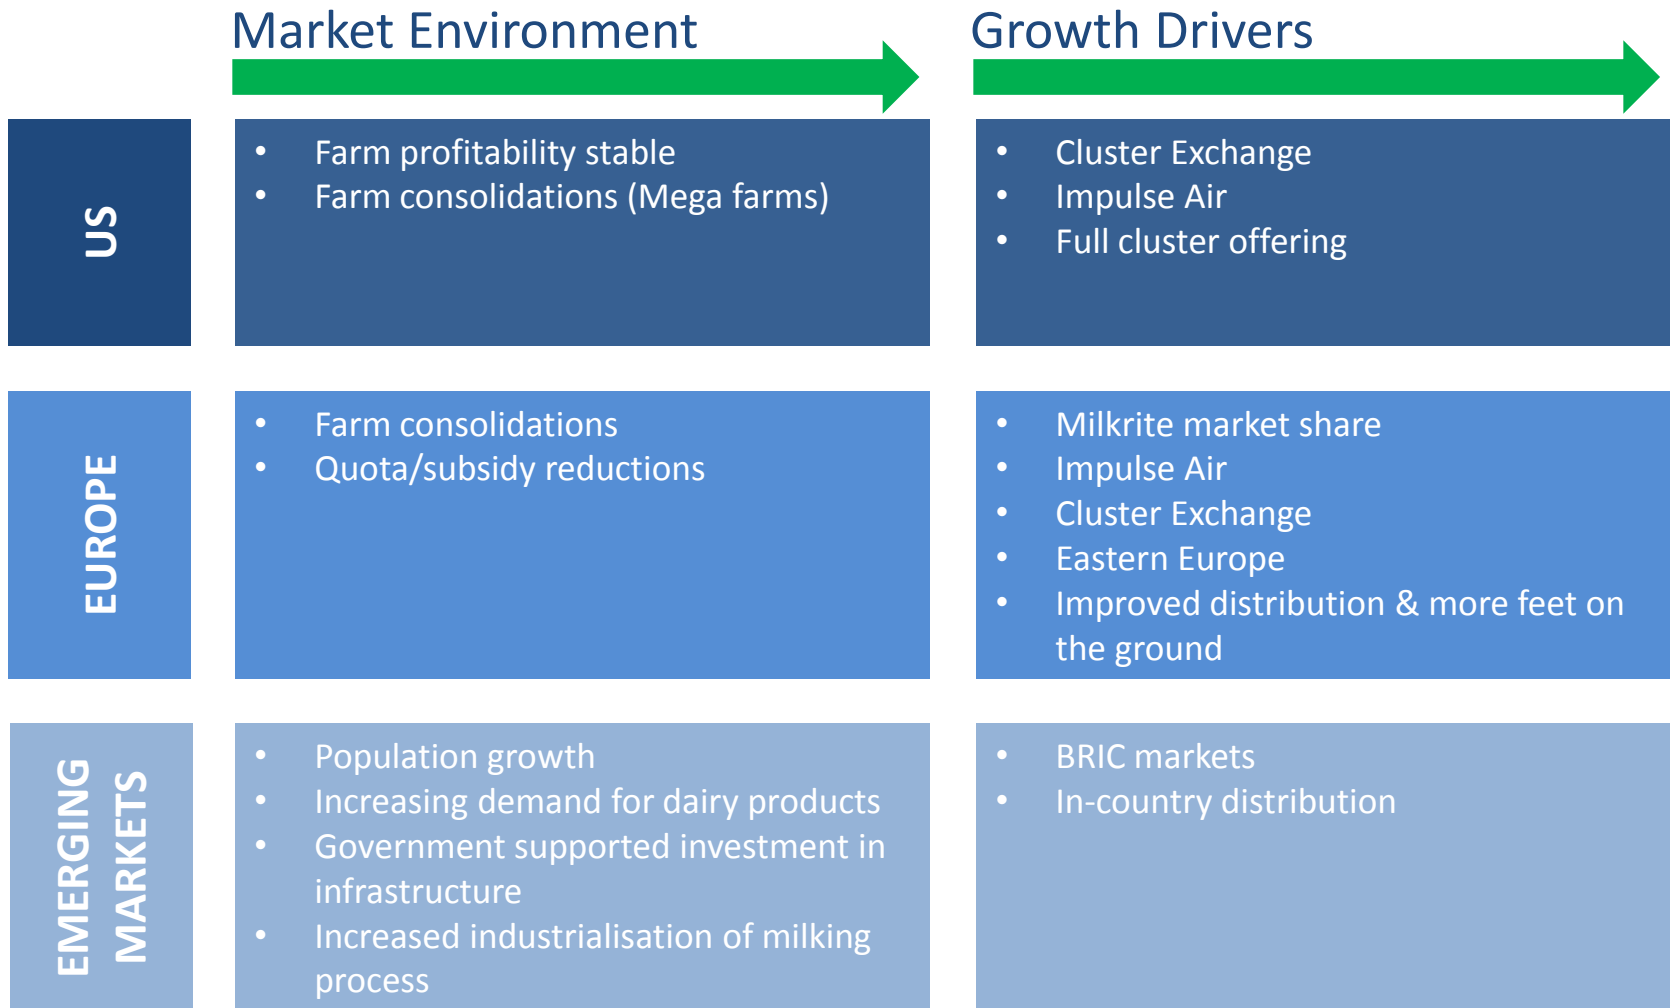 Market Environment
Growth Drivers
US
• Farm profitability stable
• Farm consolidations (Mega farms)
• Cluster Exchange
• Impulse Air
• Full cluster offering
EUROPE
• Farm consolidations
• Quota/subsidy reductions
• Milkrite market share
• Impulse Air
• Cluster Exchange
• Eastern Europe
• Improved distribution & more feet on
the ground
EMERGING
MARKETS
• Population growth
• Increasing demand for dairy products
• Government supported investment in
infrastructure
• Increased industrialisation of milking
process
• BRIC markets
• In-country distribution